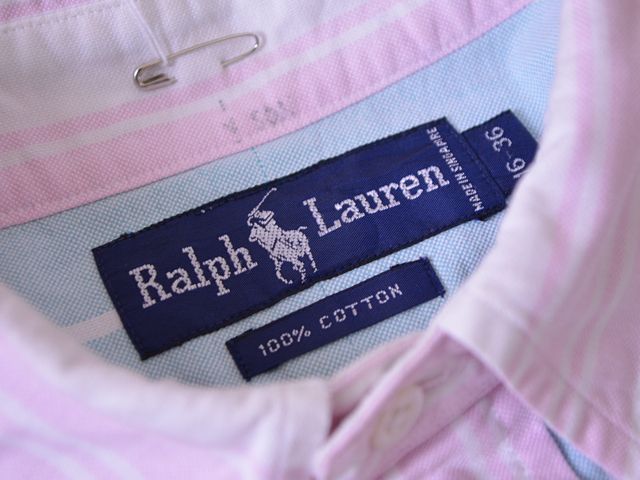 Ralph Lauren
MADE IN SINGAPORE
16-36
100% COTTON